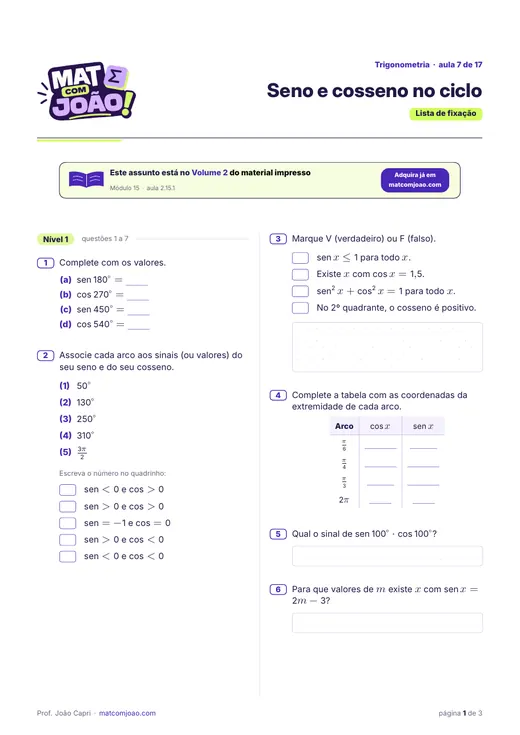 MAT Σ
COM
JOÃO!
Trigonometria · aula 7 de 17
Seno e cosseno no ciclo
Lista de fixação
Este assunto está no Volume 2 do material impresso
Módulo 15 · aula 2.15.1
Adquira já em
matcomjoao.com
Nível 1 questões 1 a 7
1 Complete com os valores.
(a) sen 180° = ____
(b) cos 270° = ____
(c) sen 450° = ____
(d) cos 540° = ____
2 Associe cada arco aos sinais (ou valores) do
seu seno e do seu cosseno.
(1) 50°
(2) 130°
(3) 250°
(4) 310°
(5) 3π/2
Escreva o número no quadrinho:
sen < 0 e cos > 0
sen > 0 e cos > 0
sen = −1 e cos = 0
sen > 0 e cos < 0
sen < 0 e cos < 0
3 Marque V (verdadeiro) ou F (falso).
sen x ≤ 1 para todo x.
Existe x com cos x = 1,5.
sen² x + cos² x = 1 para todo x.
No 2º quadrante, o cosseno é positivo.
4 Complete a tabela com as coordenadas da
extremidade de cada arco.
Arco cos x sen x
π/6 ____ ____
π/4 ____ ____
π/3 ____ ____
2π ____ ____
5 Qual o sinal de sen 100° · cos 100°?
6 Para que valores de m existe x com sen x =
2m − 3?
Prof. João Capri · matcomjoao.com
página 1 de 3